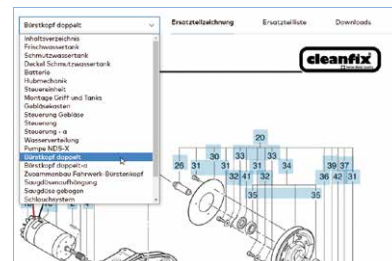 Bürstkopf doppelt
Ersatzteilzeichnung
Ersatzteilliste
Downloads
Inhaltsverzeichnis
Frischwassertank
Schmutzwassertank
Deckel Schmutzwassertank
Batterie
Hubmechanik
Steuereinheit
Montage Griff und Tanks
Gebläsekasten
Steuerung Gebläse
Steuerung
Steuerung - a
Wasserverteilung
Pumpe NDS-X
Bürstkopf doppelt
Bürstkopf doppelt-a
Zusammenbau Fahrwerk-Bürstenkopf
Saugdüsenaufhängung
Saugdüse gebogen
Schlauchsystem
cleanfix
20
30 33 33
26 31 31 31 34 39 37
32 41 32 36 42 31
35 35